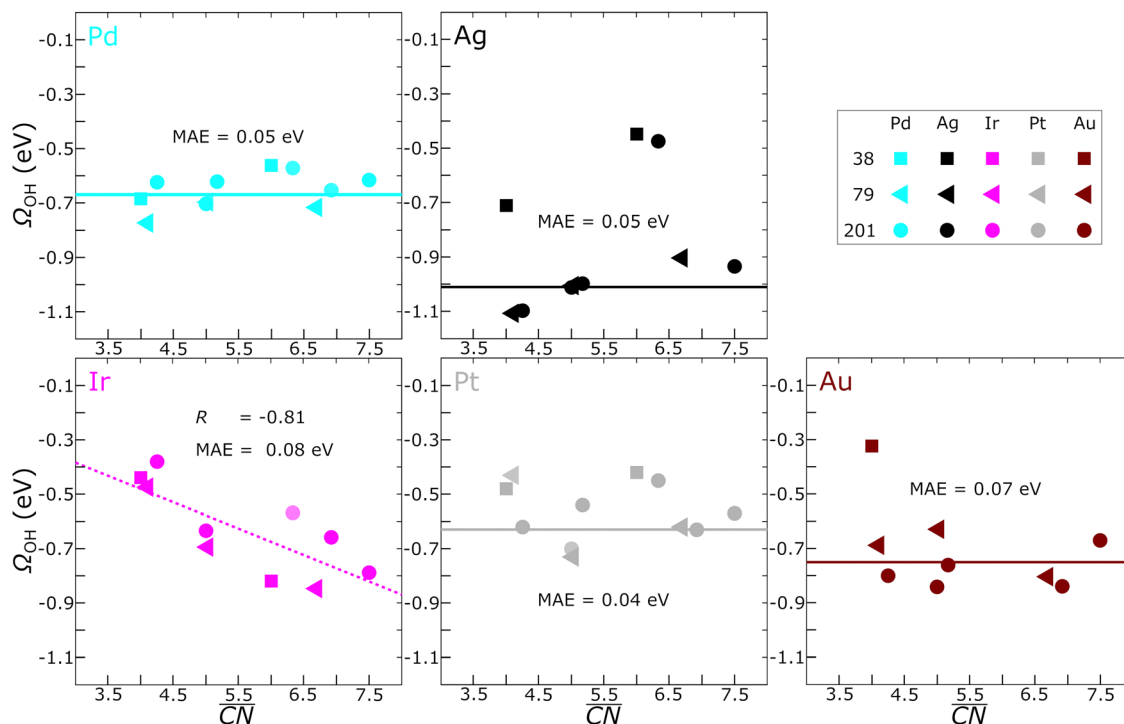 Pd
Ω_OH (eV)
-0.1
-0.3
-0.5
-0.7
-0.9
-1.1
MAE = 0.05 eV
3.5 4.5 5.5 6.5 7.5
Ag
-0.1
-0.3
-0.5
-0.7
-0.9
-1.1
MAE = 0.05 eV
3.5 4.5 5.5 6.5 7.5
Pd Ag Ir Pt Au
38
79
201
Ir
Ω_OH (eV)
-0.1
-0.3
-0.5
-0.7
-0.9
-1.1
R = -0.81
MAE = 0.08 eV
3.5 4.5 5.5 6.5 7.5
C̅N̅
Pt
-0.1
-0.3
-0.5
-0.7
-0.9
-1.1
MAE = 0.04 eV
3.5 4.5 5.5 6.5 7.5
C̅N̅
Au
-0.1
-0.3
-0.5
-0.7
-0.9
-1.1
MAE = 0.07 eV
3.5 4.5 5.5 6.5 7.5
C̅N̅